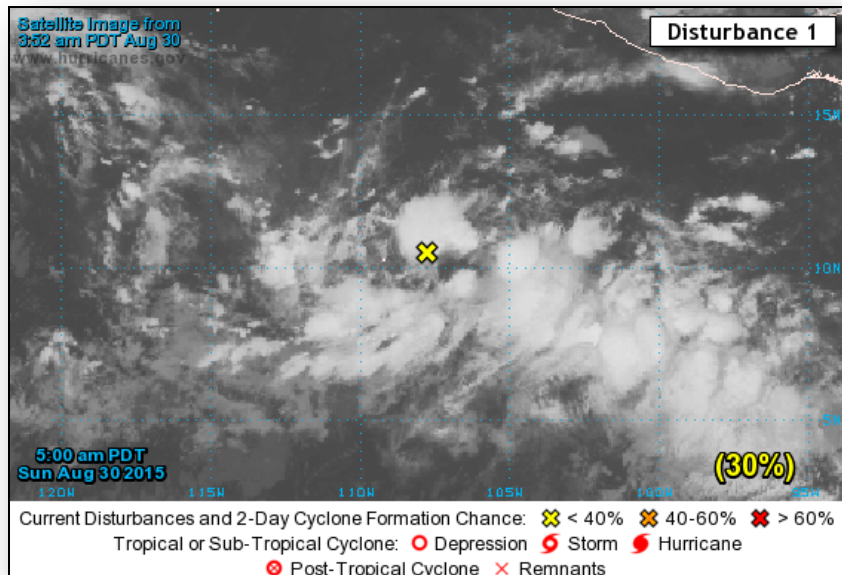 Satellite Image from
3:52 am PDT Aug 30
www.hurricanes.gov
Disturbance 1
15N
10N
5N
5:00 am PDT
Sun Aug 30 2015
(30%)
120W 115W 110W 105W 100W 95W
Current Disturbances and 2-Day Cyclone Formation Chance: < 40% 40-60% > 60%
Tropical or Sub-Tropical Cyclone: Depression Storm Hurricane
Post-Tropical Cyclone Remnants